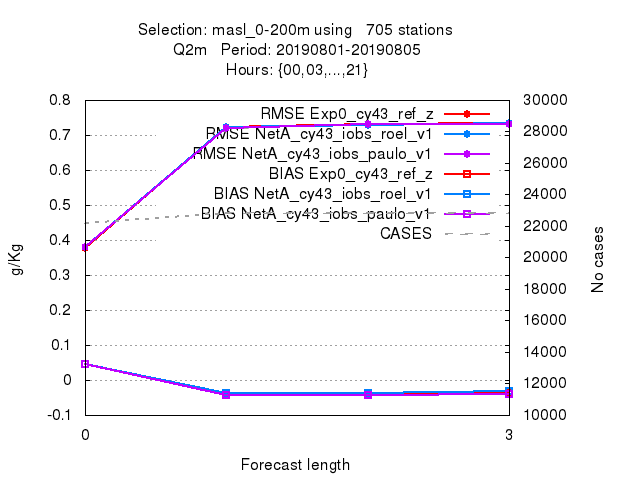 Selection: masl_0-200m using   705 stations
Q2m   Period: 20190801-20190805
Hours: {00,03,...,21}
0.8
0.7
0.6
0.5
0.4
0.3
0.2
0.1
0
-0.1
g/Kg
RMSE Exp0_cy43_ref_z
RMSE NetA_cy43_iobs_roel_v1
RMSE NetA_cy43_iobs_paulo_v1
BIAS Exp0_cy43_ref_z
BIAS NetA_cy43_iobs_roel_v1
BIAS NetA_cy43_iobs_paulo_v1
CASES
30000
28000
26000
24000
22000
20000
18000
16000
14000
12000
10000
No cases
0 3
Forecast length